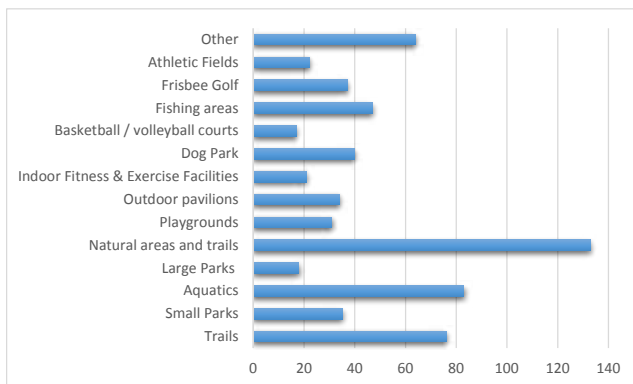 Other
Athletic Fields
Frisbee Golf
Fishing areas
Basketball / volleyball courts
Dog Park
Indoor Fitness & Exercise Facilities
Outdoor pavilions
Playgrounds
Natural areas and trails
Large Parks
Aquatics
Small Parks
Trails
0 20 40 60 80 100 120 140